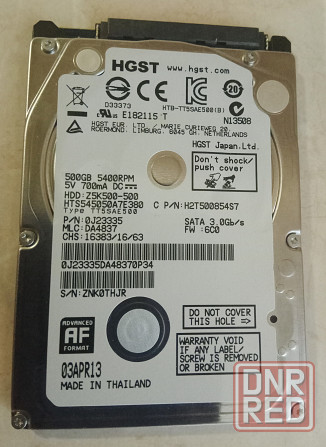 HGST www.hgst.com
HTB-TT5SAE500(B)
20
D33373
E182115 T
N13508
HGST EUR LTD / MARIE CURIEWEG 20
ROERMOND, LIMBURG, 6045 GH, NETHERLANDS
HGST Japan,Ltd.
Don't shock/
push cover
500GB 5400RPM
5V 700mA DC
HDD:Z5K500-500
HTS545050A7E380 C P/N:H2T500854S7
TYPE TT5SAE500
P/N:0J23335 SATA 3.0Gb/s
MLC:DA4837 FW :6C0
CHS:16383/16/63
0J23335DA48370P34
S/N:ZNK0THJR
DO NOT COVER
THIS HOLE
ADVANCED
AF
FORMAT
WARRANTY VOID
IF ANY LABEL/
SCREW IS REMOVED
OR BROKEN
03APR13
MADE IN THAILAND
DNR
RED